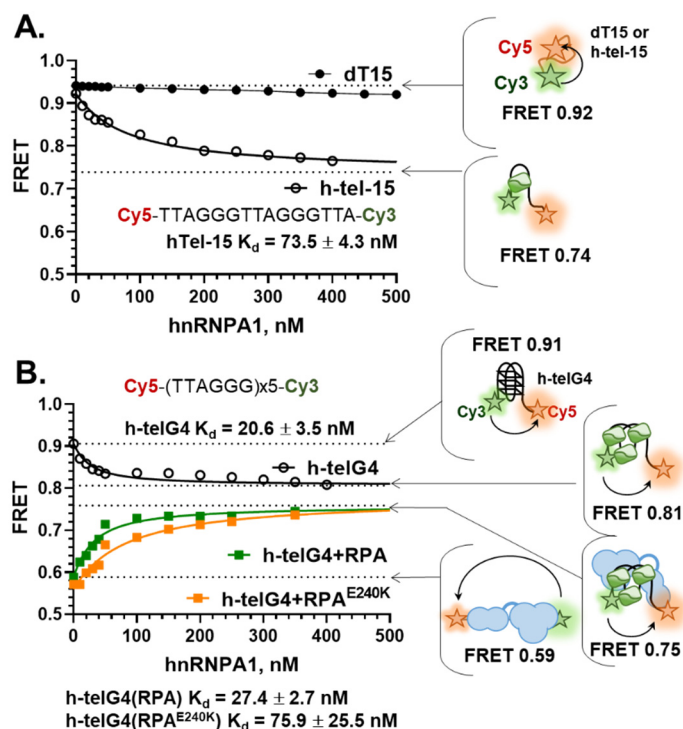 A.
Cy5
dT15 or
h-tel-15
Cy3
FRET 0.92
1.0
0.9
0.8
0.7
0.6
0.5
FRET
dT15
h-tel-15
Cy5-TTAGGGTTAGGGTTA-Cy3
hTel-15 Kd = 73.5 ± 4.3 nM
0 100 200 300 400 500
hnRNPA1, nM
FRET 0.74
B.
Cy5-(TTAGGG)x5-Cy3
h-telG4 Kd = 20.6 ± 3.5 nM
1.0
0.9
0.8
0.7
0.6
0.5
FRET
h-telG4
h-telG4+RPA
h-telG4+RPAE240K
0 100 200 300 400 500
hnRNPA1, nM
h-telG4(RPA) Kd = 27.4 ± 2.7 nM
h-telG4(RPAE240K) Kd = 75.9 ± 25.5 nM
FRET 0.91
h-telG4
Cy3
Cy5
FRET 0.81
FRET 0.59
FRET 0.75